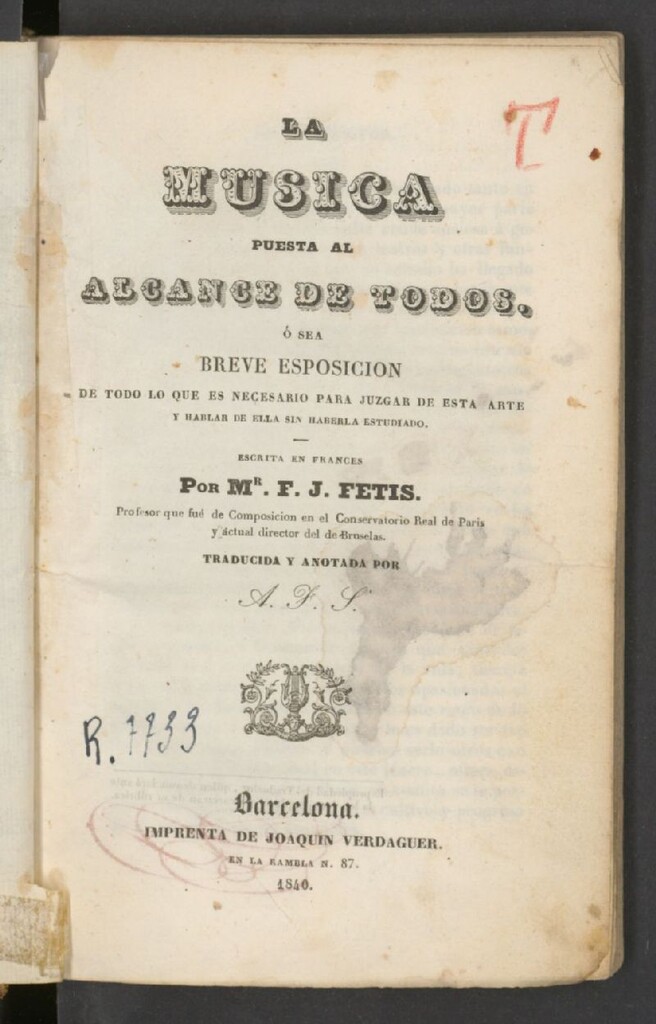 T
LA
MUSICA
PUESTA AL
ALCANCE DE TODOS.
Ó SEA
BREVE ESPOSICION
DE TODO LO QUE ES NECESARIO PARA JUZGAR DE ESTA ARTE
Y HABLAR DE ELLA SIN HABERLA ESTUDIADO.
ESCRITA EN FRANCES
POR MR. F. J. FETIS.
Profesor que fué de Composicion en el Conservatorio Real de Paris
y actual director del de Bruselas.
TRADUCIDA Y ANOTADA POR
A. F. S.
R. 7733
Barcelona.
IMPRENTA DE JOAQUIN VERDAGUER.
EN LA RAMBLA N. 87.
1840.